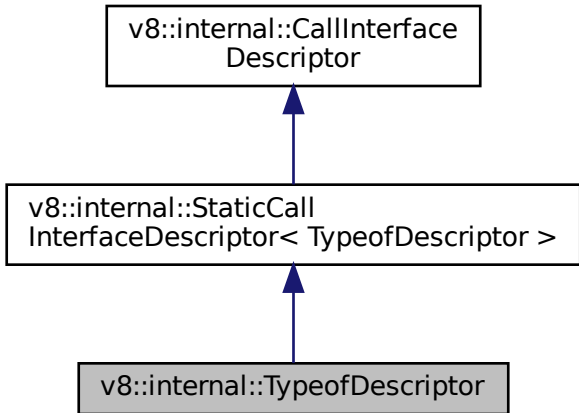 v8::internal::CallInterface
Descriptor
v8::internal::StaticCall
InterfaceDescriptor< TypeofDescriptor >
v8::internal::TypeofDescriptor